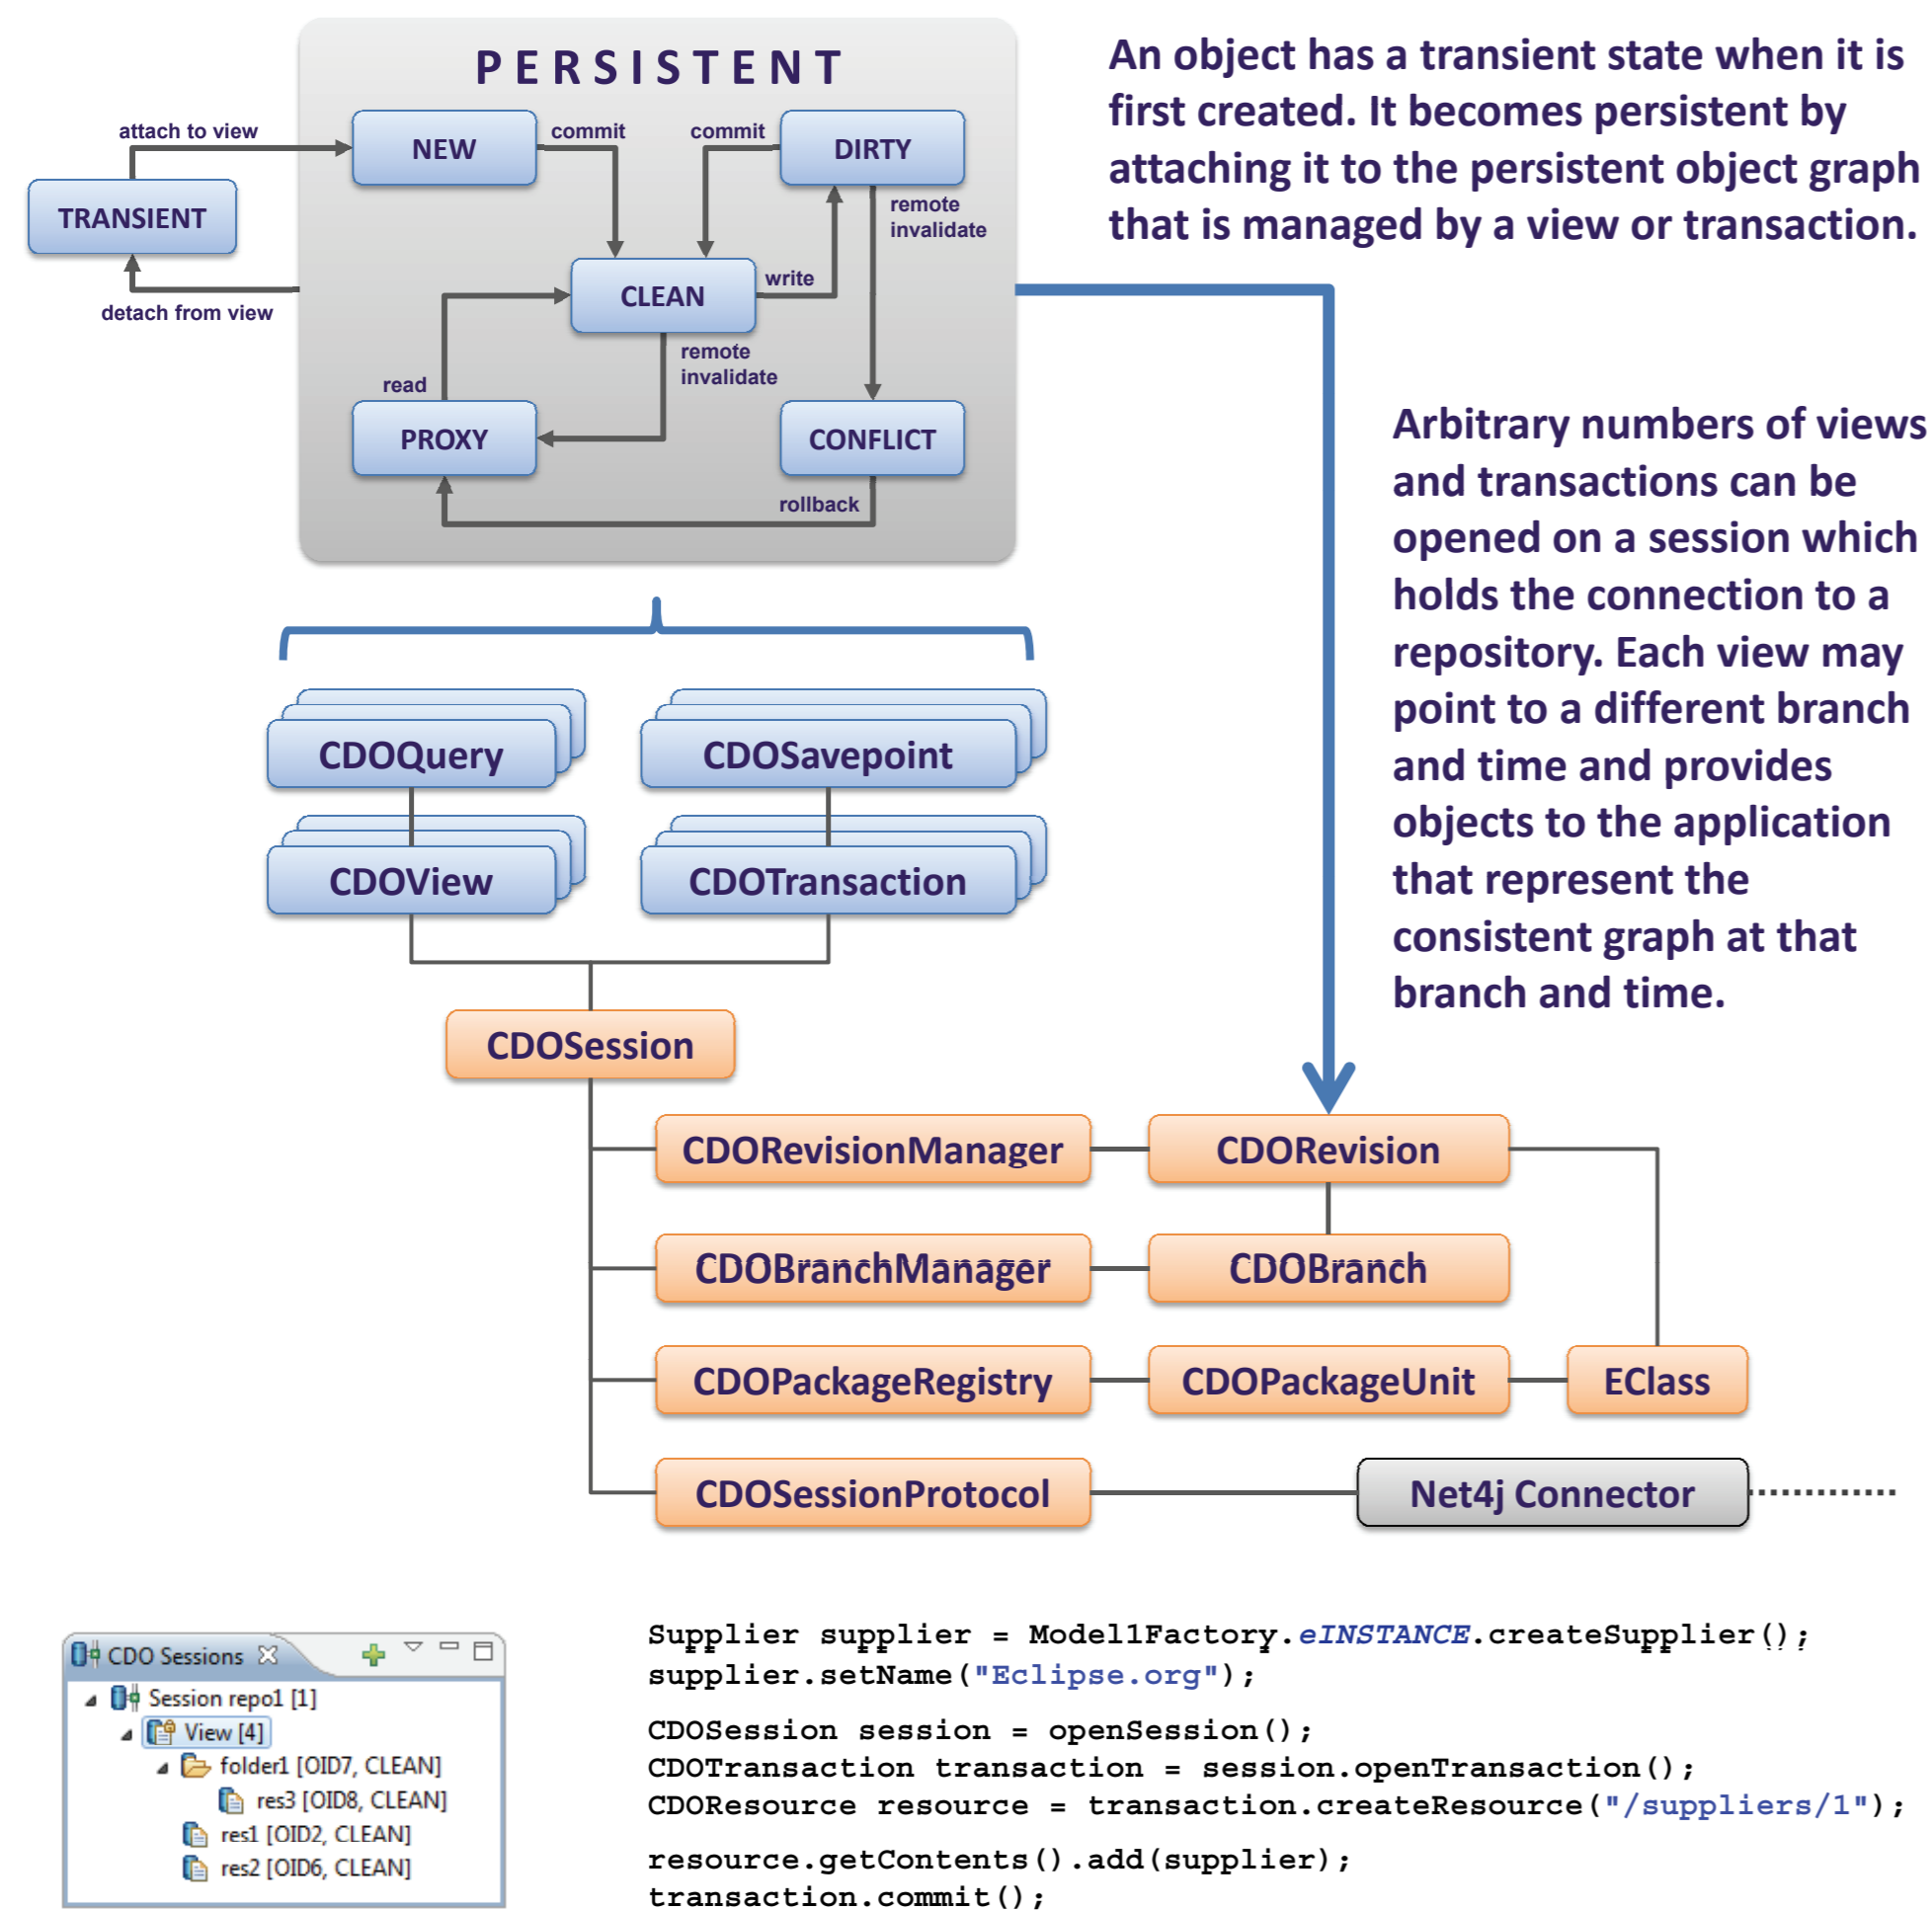 PERSISTENT
An object has a transient state when it is
first created. It becomes persistent by
attaching it to the persistent object graph
that is managed by a view or transaction.
attach to view
NEW
commit
commit
DIRTY
TRANSIENT
remote
invalidate
detach from view
CLEAN
write
remote
invalidate
read
PROXY
CONFLICT
rollback
Arbitrary numbers of views
and transactions can be
opened on a session which
holds the connection to a
repository. Each view may
point to a different branch
and time and provides
objects to the application
that represent the
consistent graph at that
branch and time.
CDOQuery
CDOSavepoint
CDOView
CDOTransaction
CDOSession
CDORevisionManager
CDORevision
CDOBranchManager
CDOBranch
CDOPackageRegistry
CDOPackageUnit
EClass
CDOSessionProtocol
Net4j Connector
CDO Sessions
Session repo1 [1]
View [4]
folder1 [OID7, CLEAN]
res3 [OID8, CLEAN]
res1 [OID2, CLEAN]
res2 [OID6, CLEAN]
Supplier supplier = Model1Factory.eINSTANCE.createSupplier();
supplier.setName("Eclipse.org");
CDOSession session = openSession();
CDOTransaction transaction = session.openTransaction();
CDOResource resource = transaction.createResource("/suppliers/1");
resource.getContents().add(supplier);
transaction.commit();